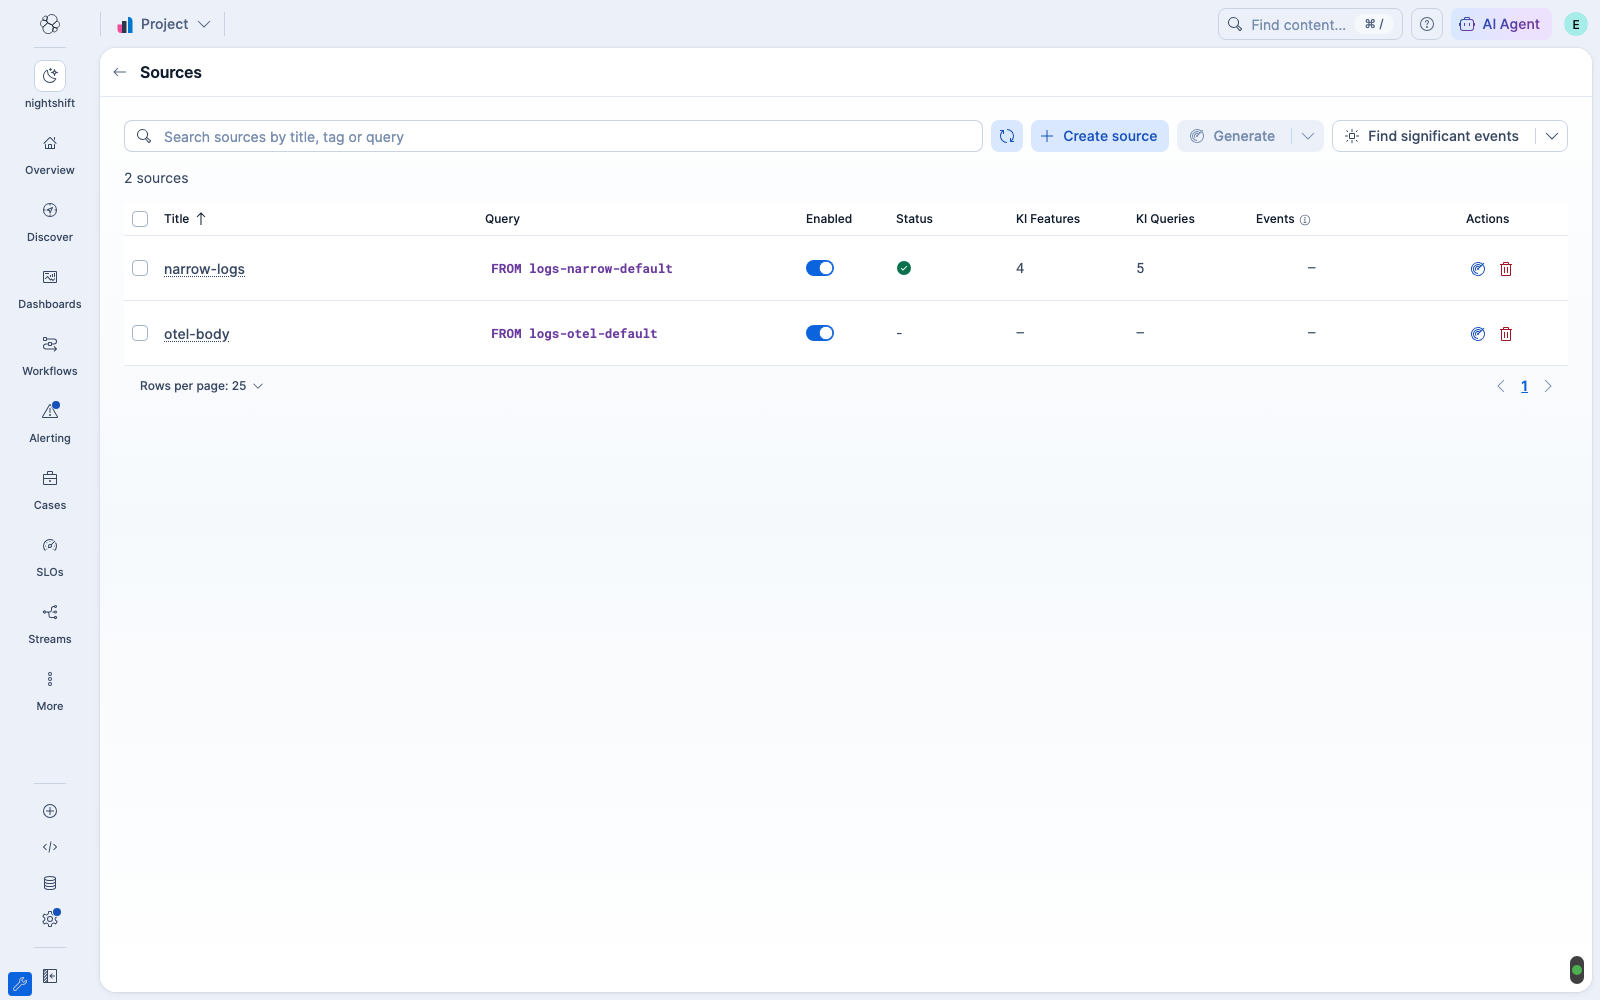 Project
Find content... ⌘ /
AI Agent
E
nightshift
Overview
Discover
Dashboards
Workflows
Alerting
Cases
SLOs
Streams
More
Sources
Search sources by title, tag or query
Create source
Generate
Find significant events
2 sources
Title Query Enabled Status KI Features KI Queries Events Actions
narrow-logs FROM logs-narrow-default 4 5 –
otel-body FROM logs-otel-default - – – –
Rows per page: 25
1